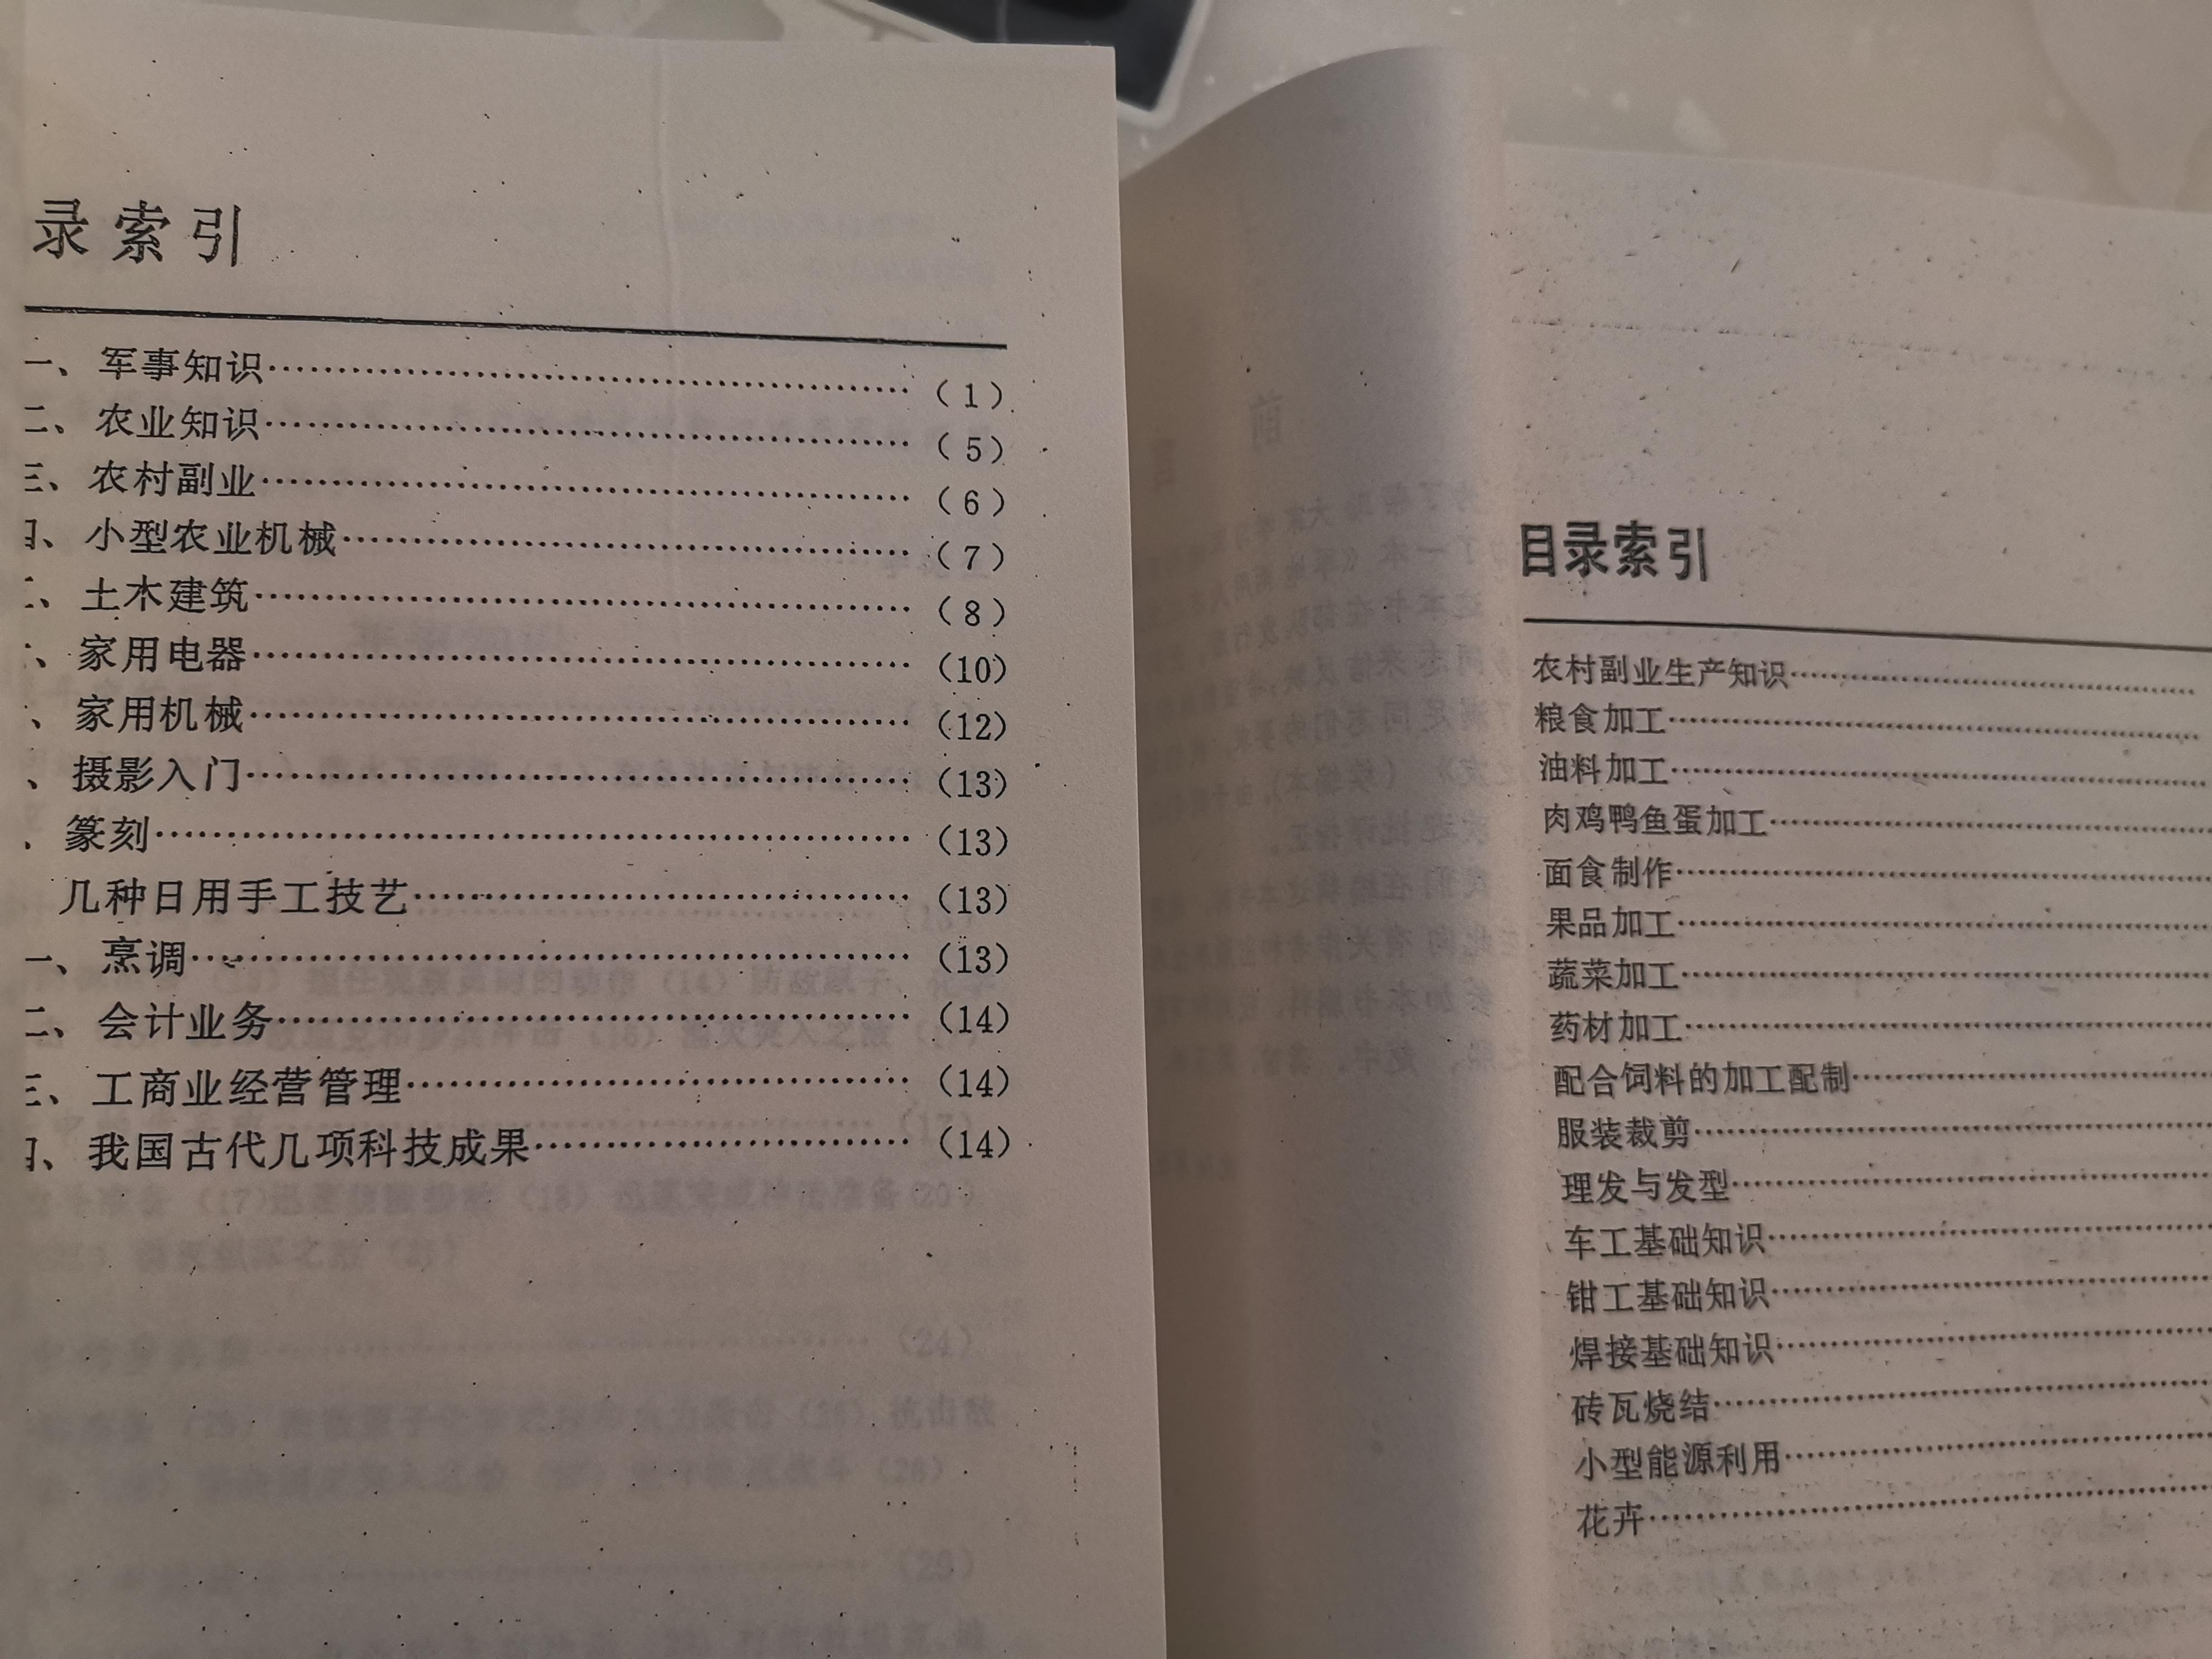 录索引
一、军事知识……（1）
二、农业知识……（5）
三、农村副业……（6）
四、小型农业机械……（7）
、土木建筑……（8）
、家用电器……（10）
、家用机械……（12）
、摄影入门……（13）
、篆刻……（13）
几种日用手工技艺……（13）
一、烹调……（13）
二、会计业务……（14）
三、工商业经营管理……（14）
四、我国古代几项科技成果……（14）
目录索引
农村副业生产知识……
粮食加工……
油料加工……
肉鸡鸭鱼蛋加工……
面食制作……
果品加工……
蔬菜加工……
药材加工……
配合饲料的加工配制……
服装裁剪……
理发与发型……
车工基础知识……
钳工基础知识……
焊接基础知识……
砖瓦烧结……
小型能源利用……
花卉……